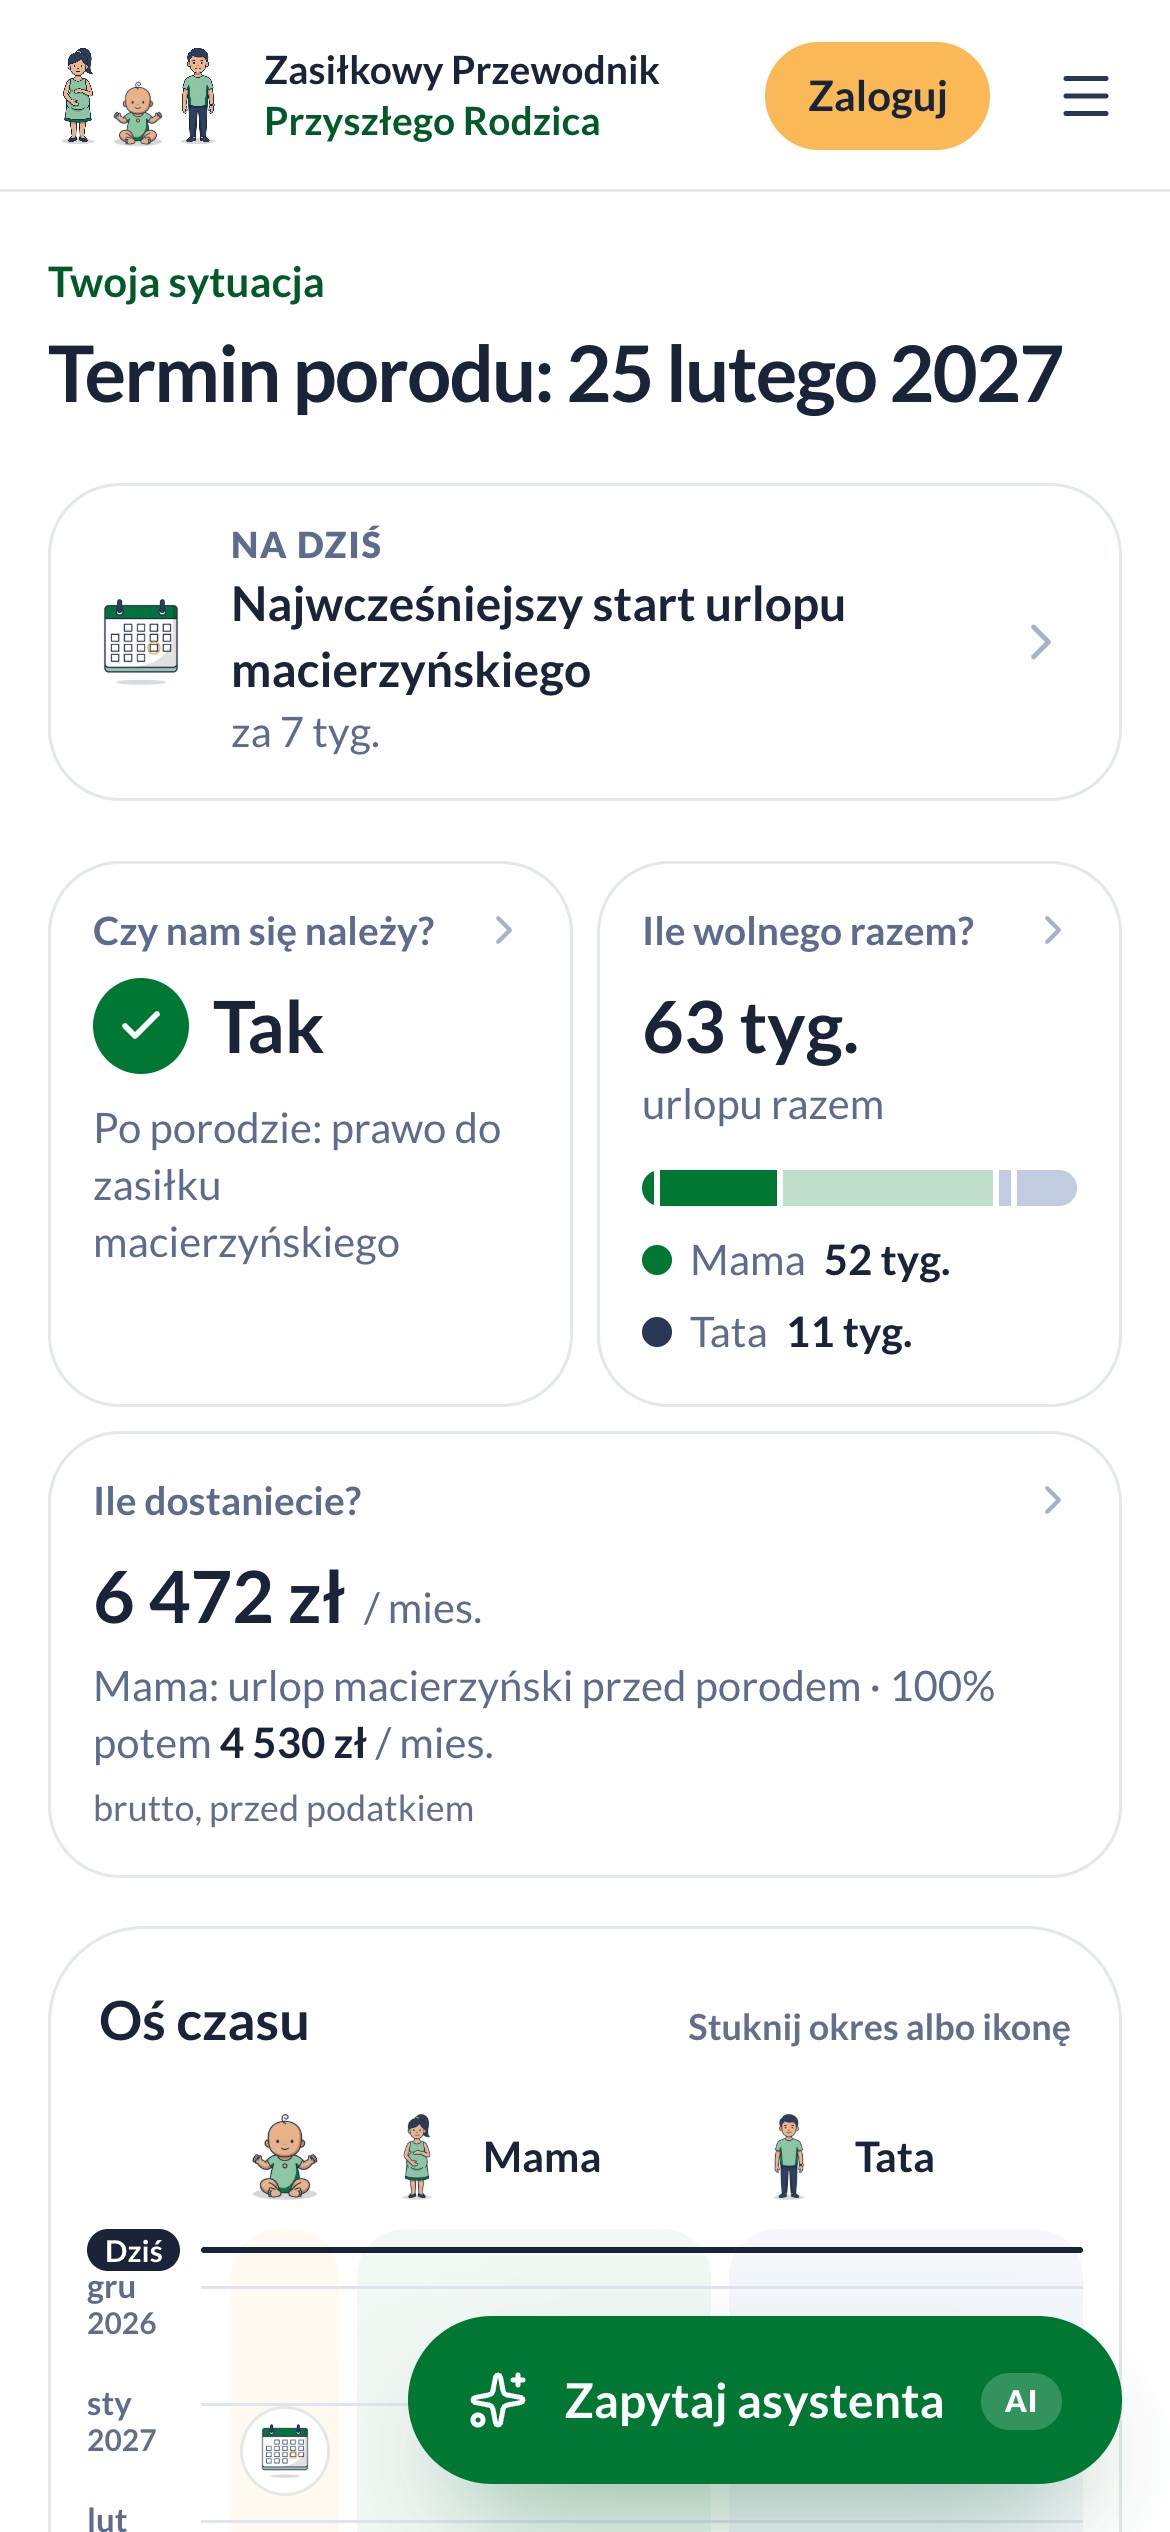 Zasiłkowy Przewodnik
Przyszłego Rodzica
Zaloguj
Twoja sytuacja
Termin porodu: 25 lutego 2027
NA DZIŚ
Najwcześniejszy start urlopu
macierzyńskiego
za 7 tyg.
Czy nam się należy?
Tak
Po porodzie: prawo do
zasiłku
macierzyńskiego
Ile wolnego razem?
63 tyg.
urlopu razem
Mama 52 tyg.
Tata 11 tyg.
Ile dostaniecie?
6 472 zł / mies.
Mama: urlop macierzyński przed porodem · 100%
potem 4 530 zł / mies.
brutto, przed podatkiem
Oś czasu
Stuknij okres albo ikonę
Mama
Tata
Dziś
gru
2026
sty
2027
Zapytaj asystenta AI
lut